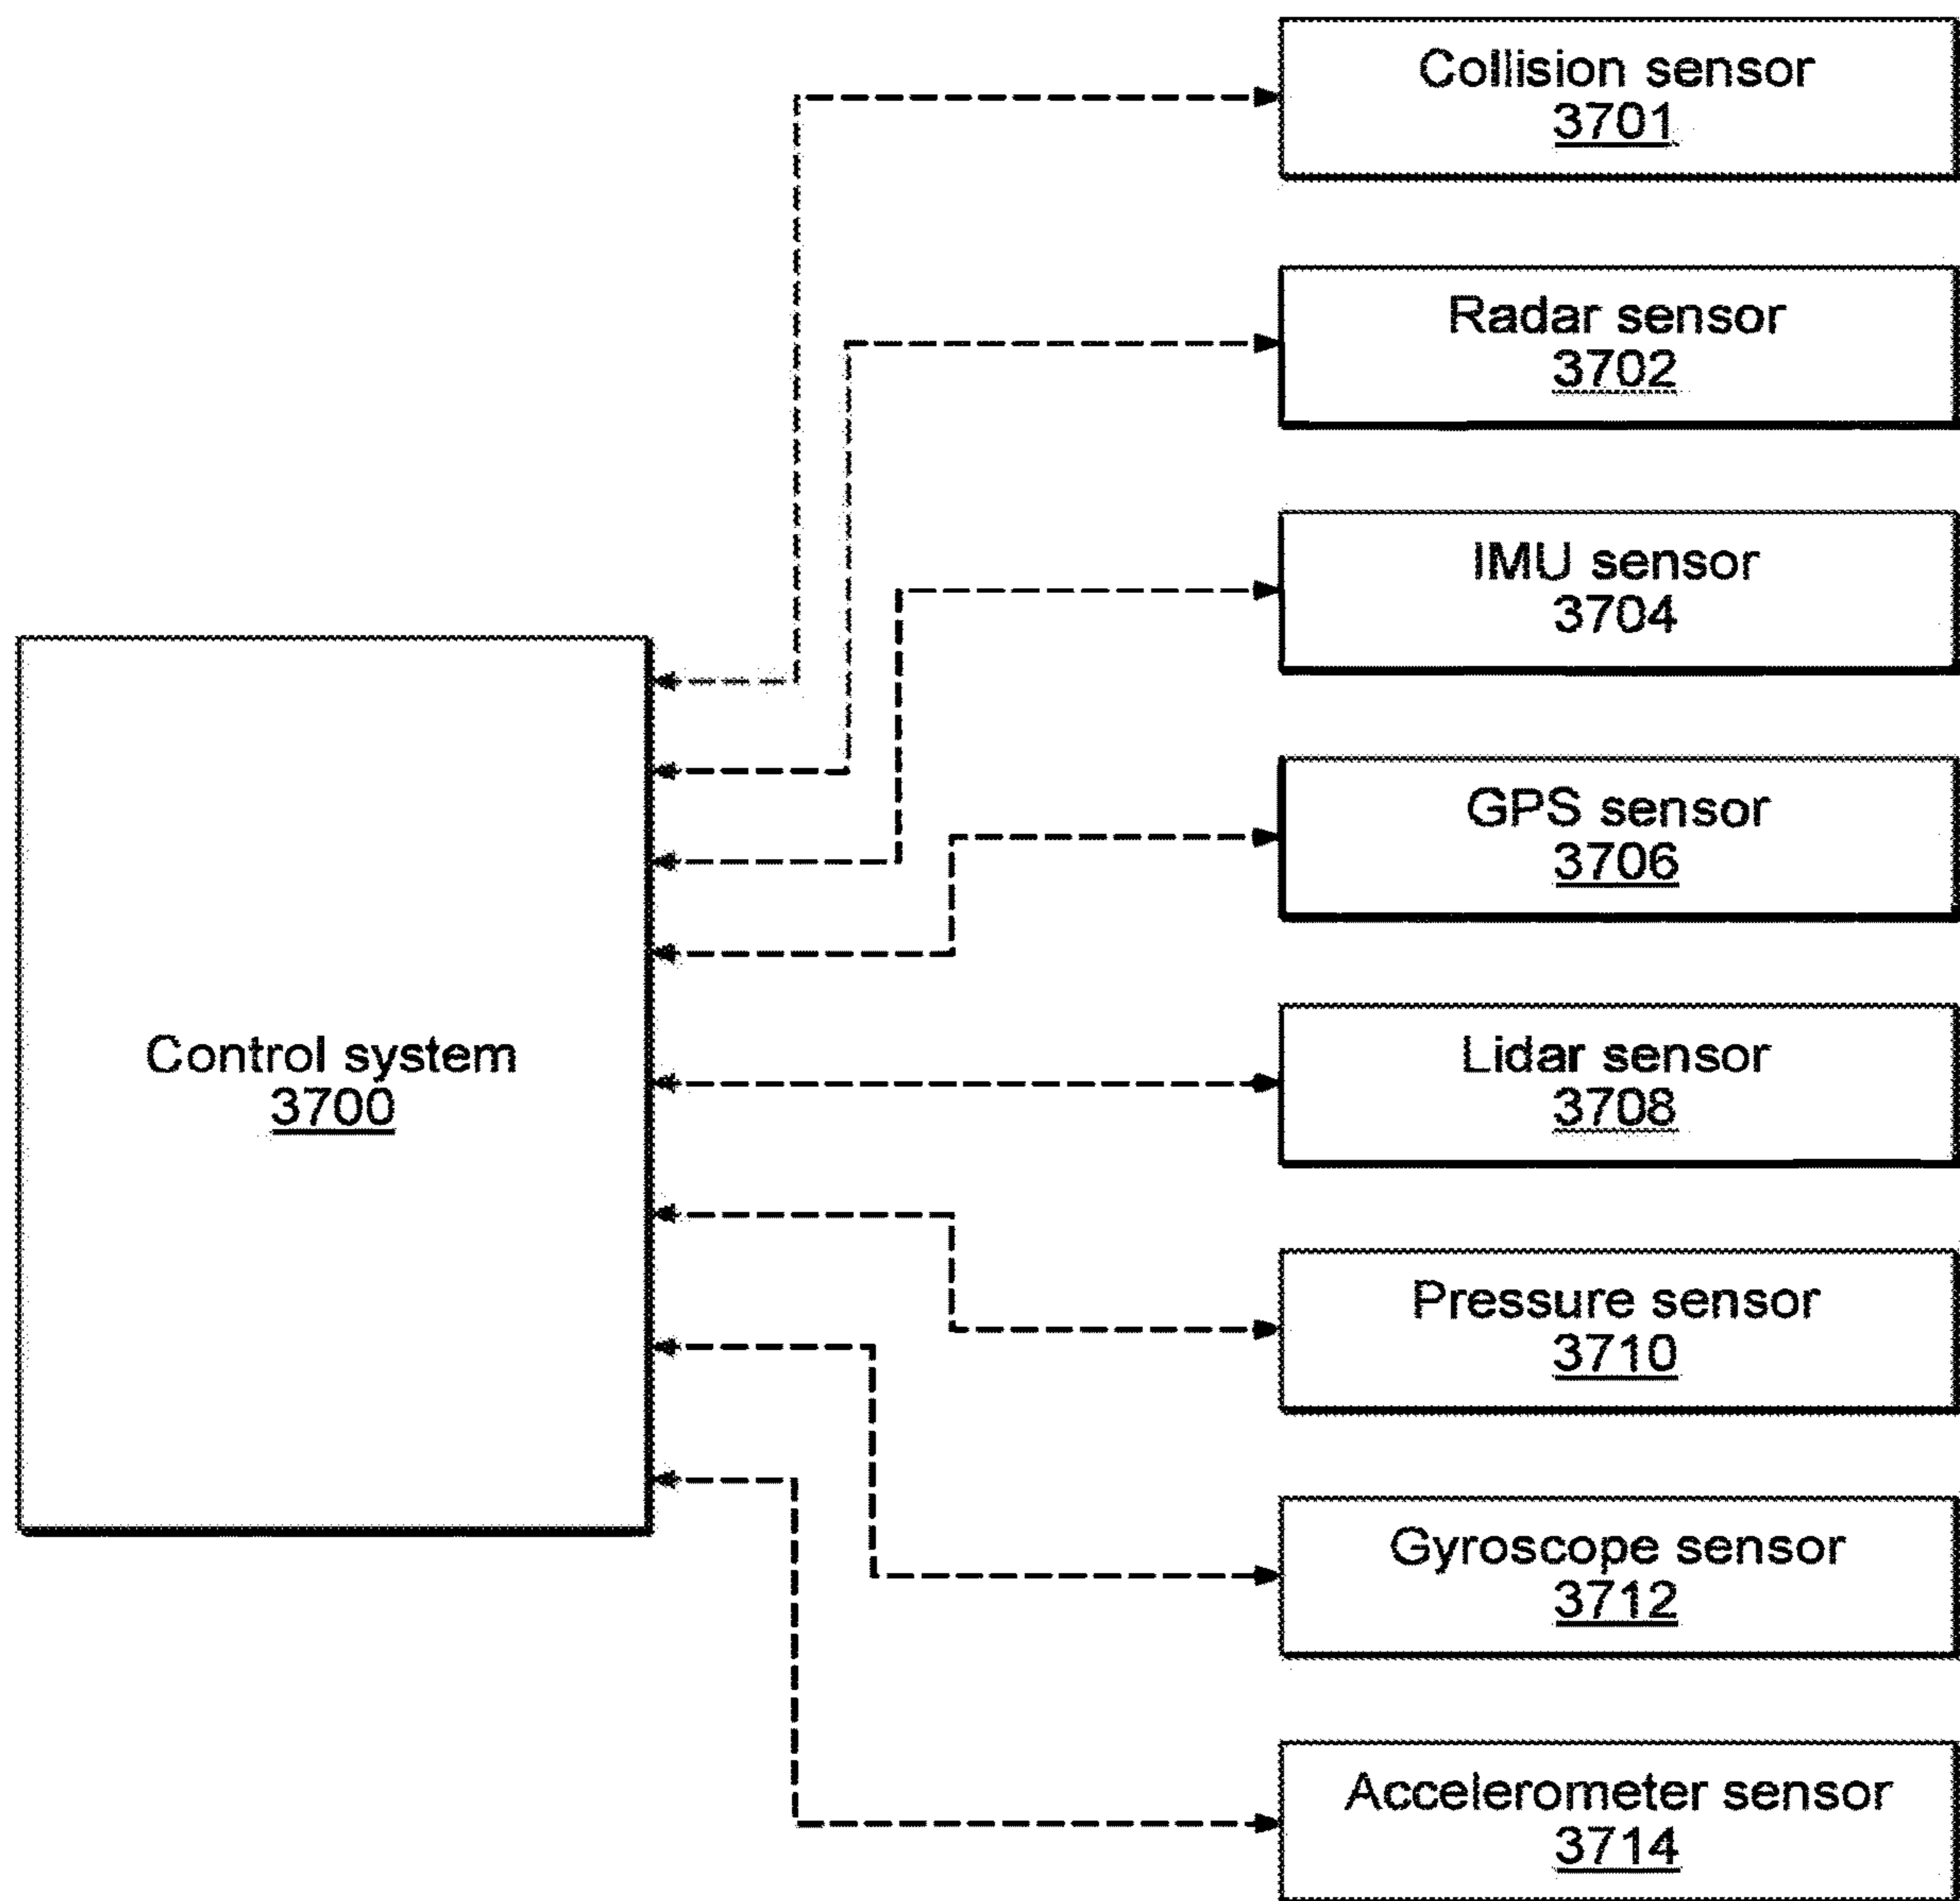 Collision sensor
3701
Radar sensor
3702
IMU sensor
3704
GPS sensor
3706
Control system
3700
Lidar sensor
3708
Pressure sensor
3710
Gyroscope sensor
3712
Accelerometer sensor
3714